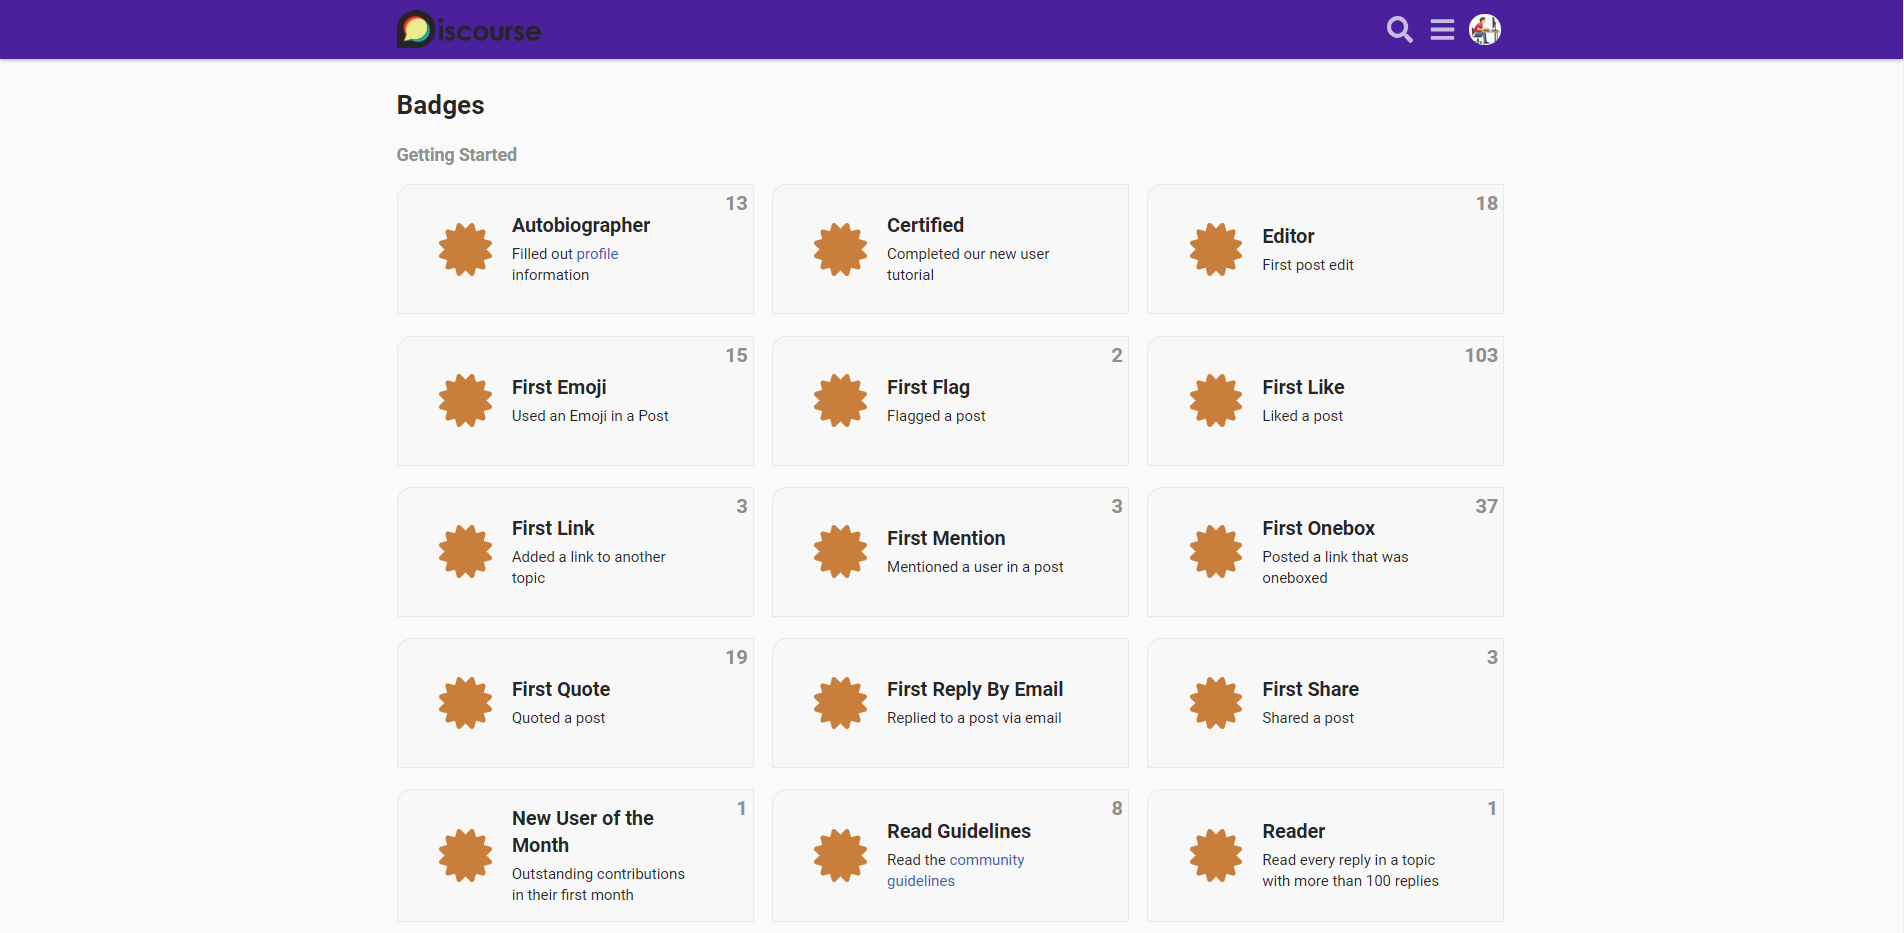 Discourse
Badges
Getting Started
13
Autobiographer
Filled out profile
information
Certified
Completed our new user
tutorial
18
Editor
First post edit
15
First Emoji
Used an Emoji in a Post
2
First Flag
Flagged a post
103
First Like
Liked a post
3
First Link
Added a link to another
topic
3
First Mention
Mentioned a user in a post
37
First Onebox
Posted a link that was
oneboxed
19
First Quote
Quoted a post
First Reply By Email
Replied to a post via email
3
First Share
Shared a post
1
New User of the
Month
Outstanding contributions
in their first month
8
Read Guidelines
Read the community
guidelines
1
Reader
Read every reply in a topic
with more than 100 replies